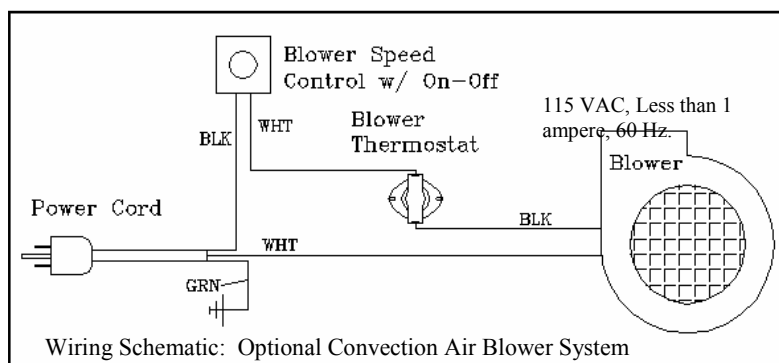 Blower Speed
Control w/ On-Off
115 VAC, Less than 1
ampere, 60 Hz.
Blower
BLK
WHT
Blower
Thermostat
Power Cord
BLK
WHT
GRN
Wiring Schematic:  Optional Convection Air Blower System